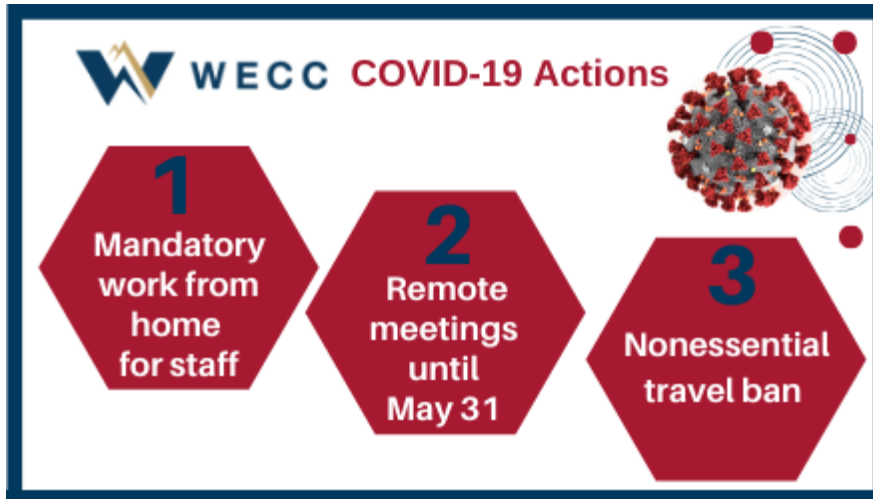 WECC COVID-19 Actions
1
Mandatory
work from
home
for staff
2
Remote
meetings
until
May 31
3
Nonessential
travel ban